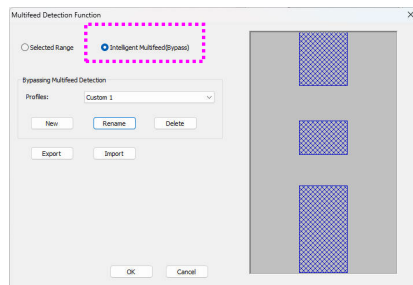 Multifeed Detection Function
Selected Range
Intelligent Multifeed(Bypass)
Bypassing Multifeed Detection
Profiles: Custom 1
New Rename Delete
Export Import
OK Cancel